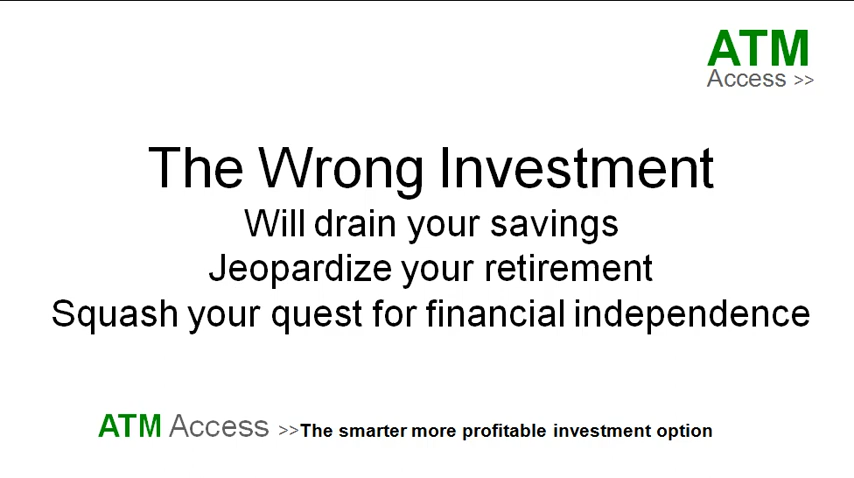 ATM
Access >>
The Wrong Investment
Will drain your savings
Jeopardize your retirement
Squash your quest for financial independence
ATM Access >>The smarter more profitable investment option